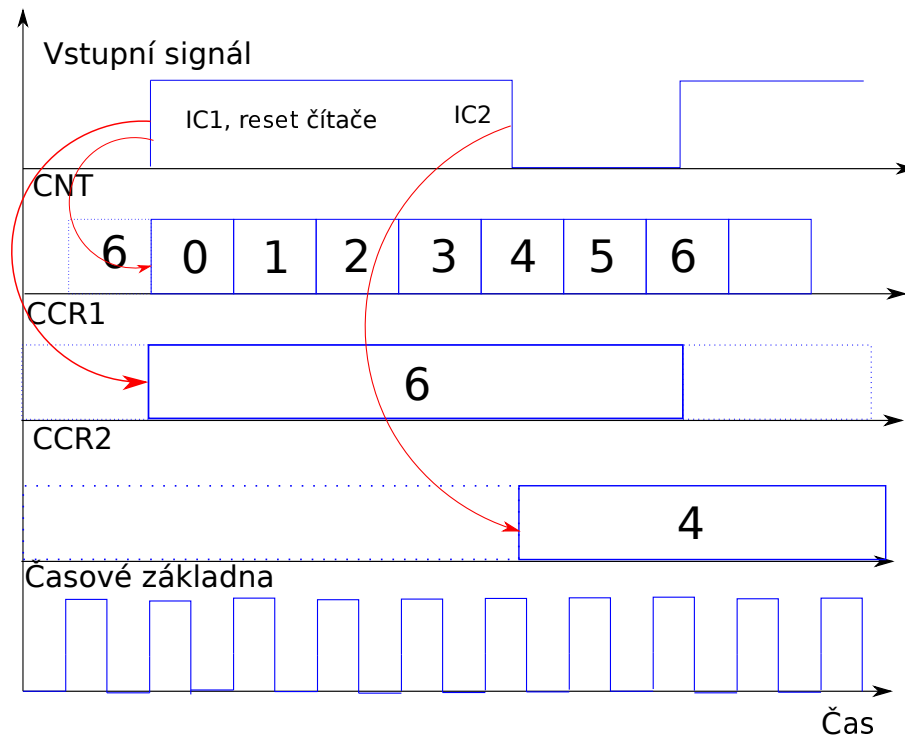 Vstupní signál
IC1, reset čítače
IC2
CNT
6 0 1 2 3 4 5 6
CCR1
6
CCR2
4
Časové základna
Čas